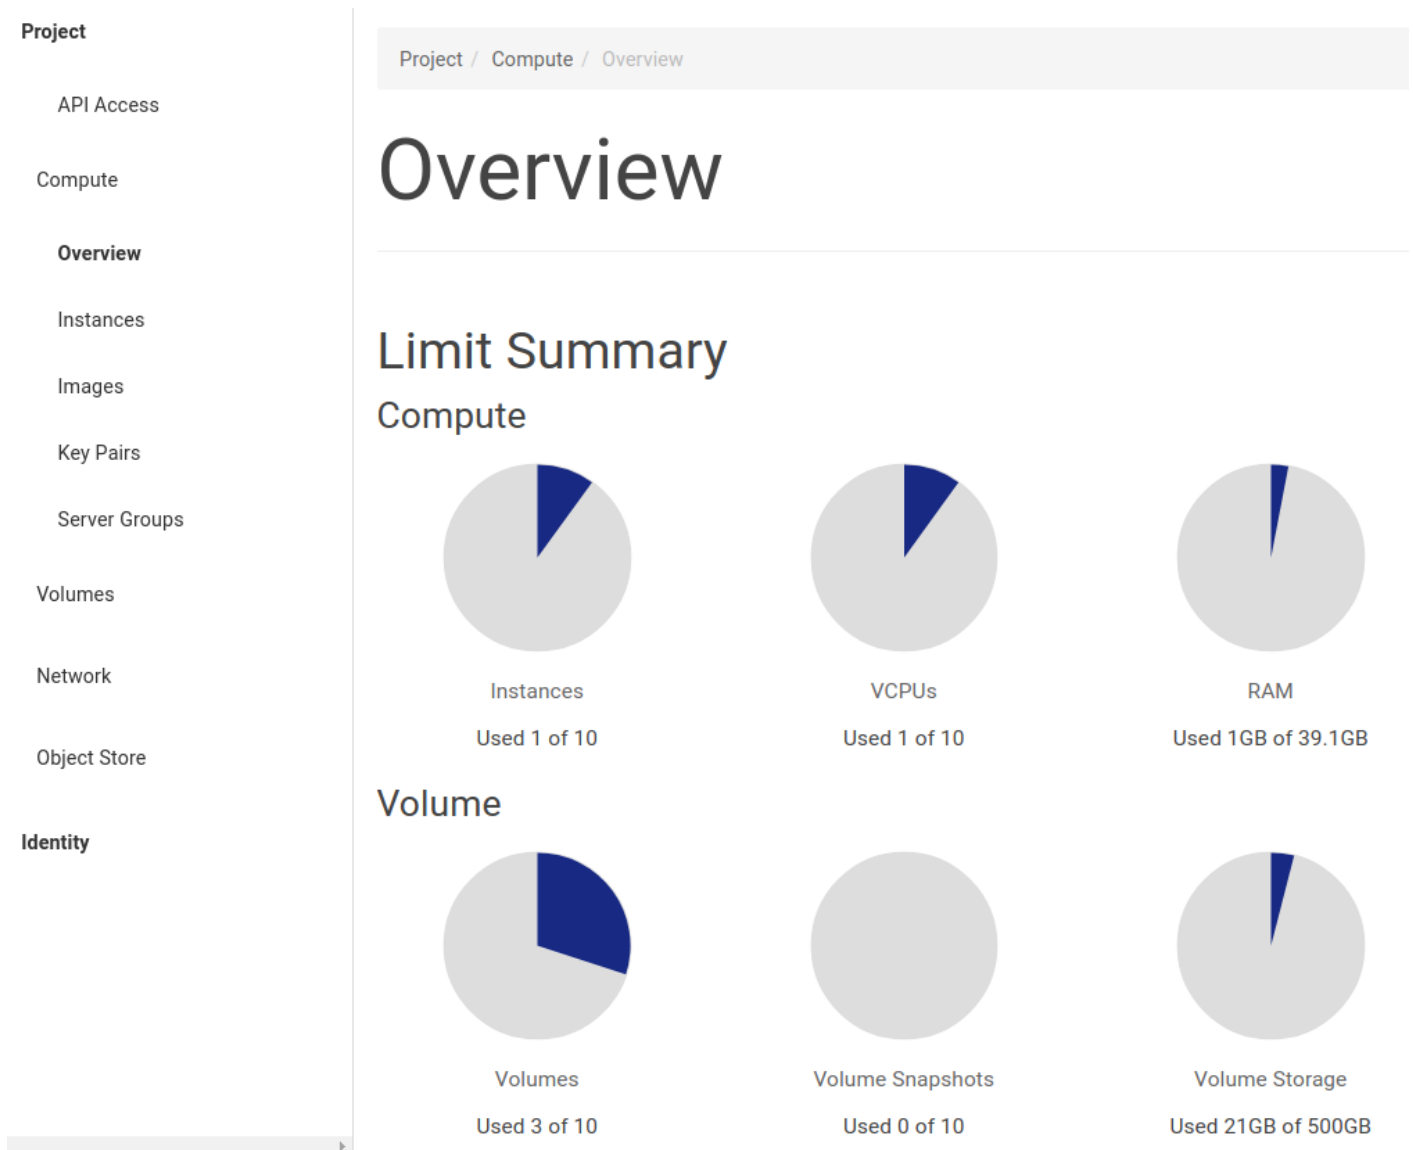 Project
API Access
Compute
Overview
Instances
Images
Key Pairs
Server Groups
Volumes
Network
Object Store
Identity
Project / Compute / Overview
Overview
Limit Summary
Compute
Instances
Used 1 of 10
VCPUs
Used 1 of 10
RAM
Used 1GB of 39.1GB
Volume
Volumes
Used 3 of 10
Volume Snapshots
Used 0 of 10
Volume Storage
Used 21GB of 500GB